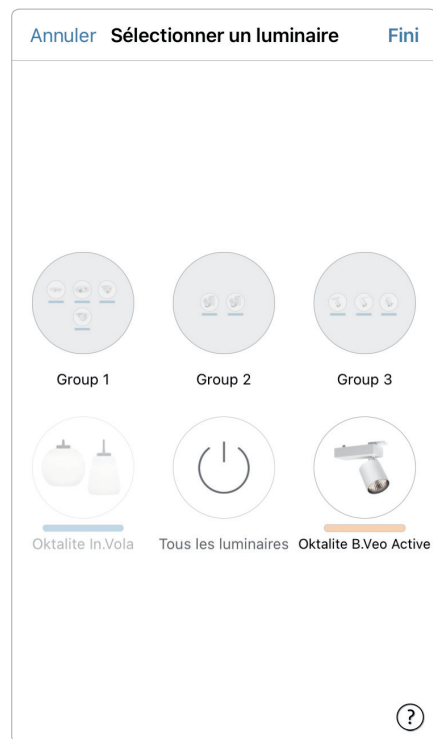 Annuler Sélectionner un luminaire Fini
Group 1 Group 2 Group 3
Oktalite In.Vola Tous les luminaires Oktalite B.Veo Active
?